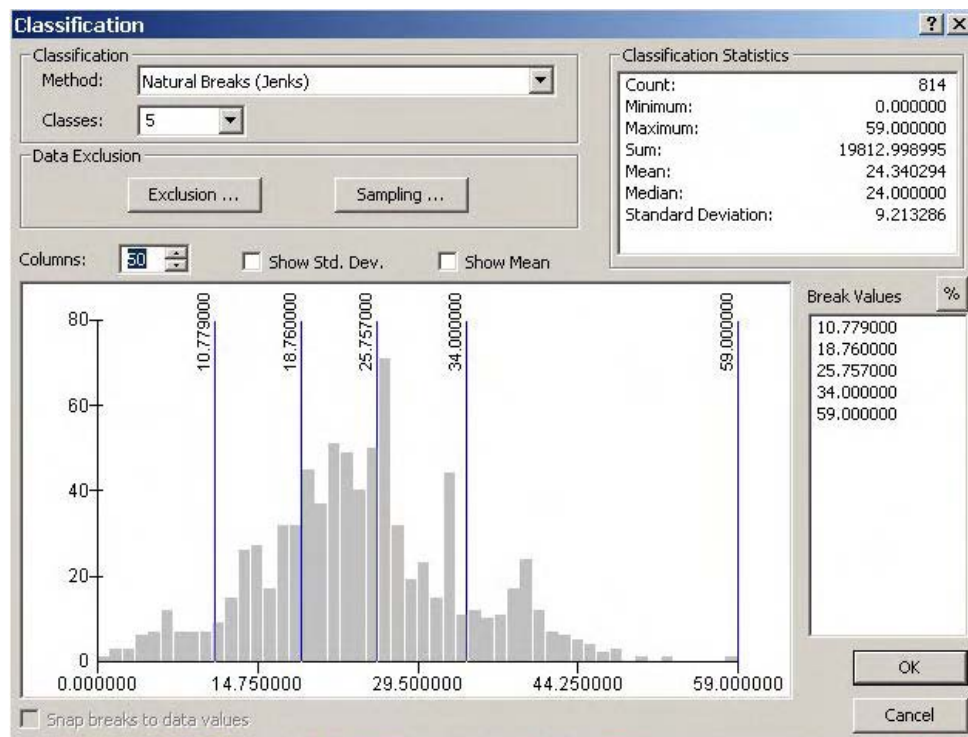 Classification
Classification
Method: Natural Breaks (Jenks)
Classes: 5
Data Exclusion
Exclusion ... Sampling ...
Classification Statistics
Count: 814
Minimum: 0.000000
Maximum: 59.000000
Sum: 19812.998995
Mean: 24.340294
Median: 24.000000
Standard Deviation: 9.213286
Columns: 50 Show Std. Dev. Show Mean
80
60
40
20
0
10.779000
18.760000
25.757000
34.000000
59.000000
0.000000 14.750000 29.500000 44.250000 59.000000
Break Values %
10.779000
18.760000
25.757000
34.000000
59.000000
Snap breaks to data values
OK
Cancel